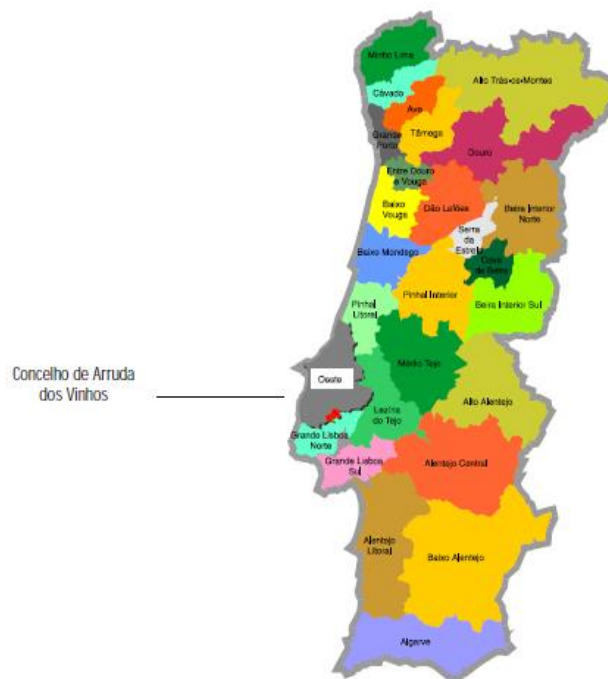 Minho Lima
Alto Trás-os-Montes
Cávado
Ave
Tâmega
Grande
Porto
Douro
Entre Douro
e Vouga
Baixo
Vouga
Dão Lafões
Beira Interior
Norte
Serra
da
Estrela
Baixo Mondego
Cova
da Beira
Pinhal Interior
Beira Interior Sul
Pinhal
Litoral
Médio Tejo
Oeste
Concelho de Arruda
dos Vinhos
Alto Alentejo
Lezíria
do Tejo
Grande Lisboa
Norte
Grande Lisboa
Sul
Alentejo Central
Alentejo
Litoral
Baixo Alentejo
Algarve